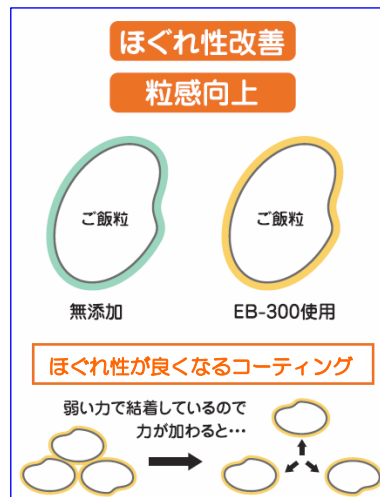 ほぐれ性改善
粒感向上
ご飯粒
ご飯粒
無添加
EB-300使用
ほぐれ性が良くなるコーティング
弱い力で結着しているので
力が加わると…